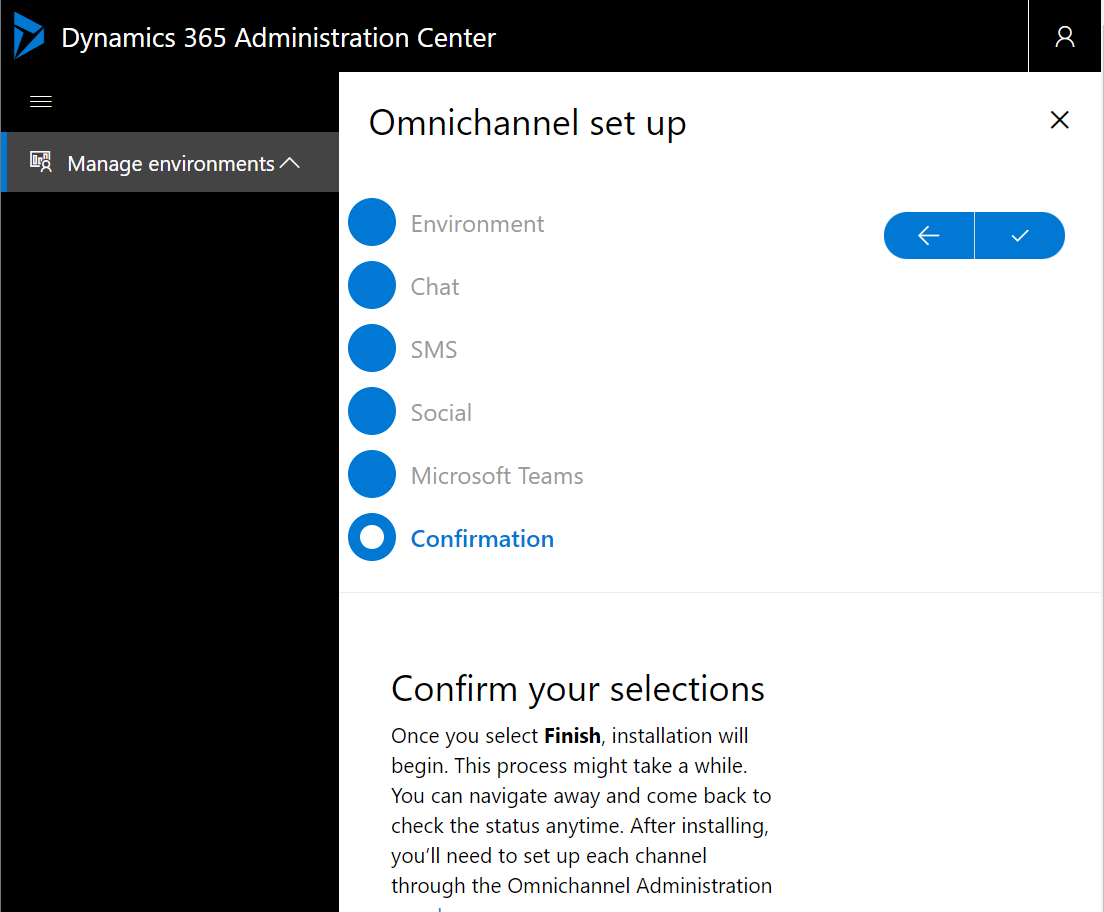 Dynamics 365 Administration Center
Omnichannel set up
Manage environments
Environment
Chat
SMS
Social
Microsoft Teams
Confirmation
Confirm your selections
Once you select Finish, installation will
begin. This process might take a while.
You can navigate away and come back to
check the status anytime. After installing,
you’ll need to set up each channel
through the Omnichannel Administration